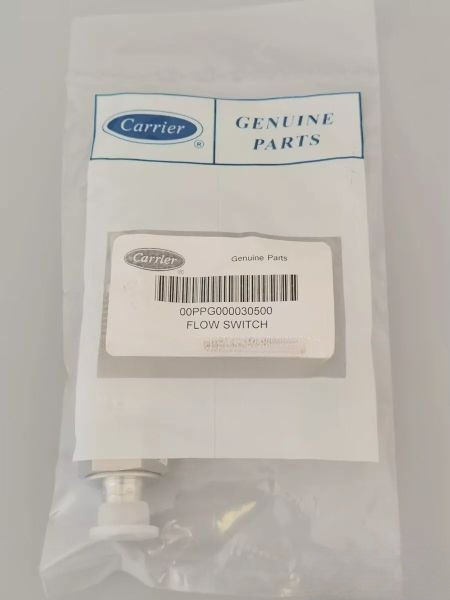 Carrier
®
GENUINE
PARTS
Carrier
Genuine Parts
00PPG000030500
FLOW SWITCH